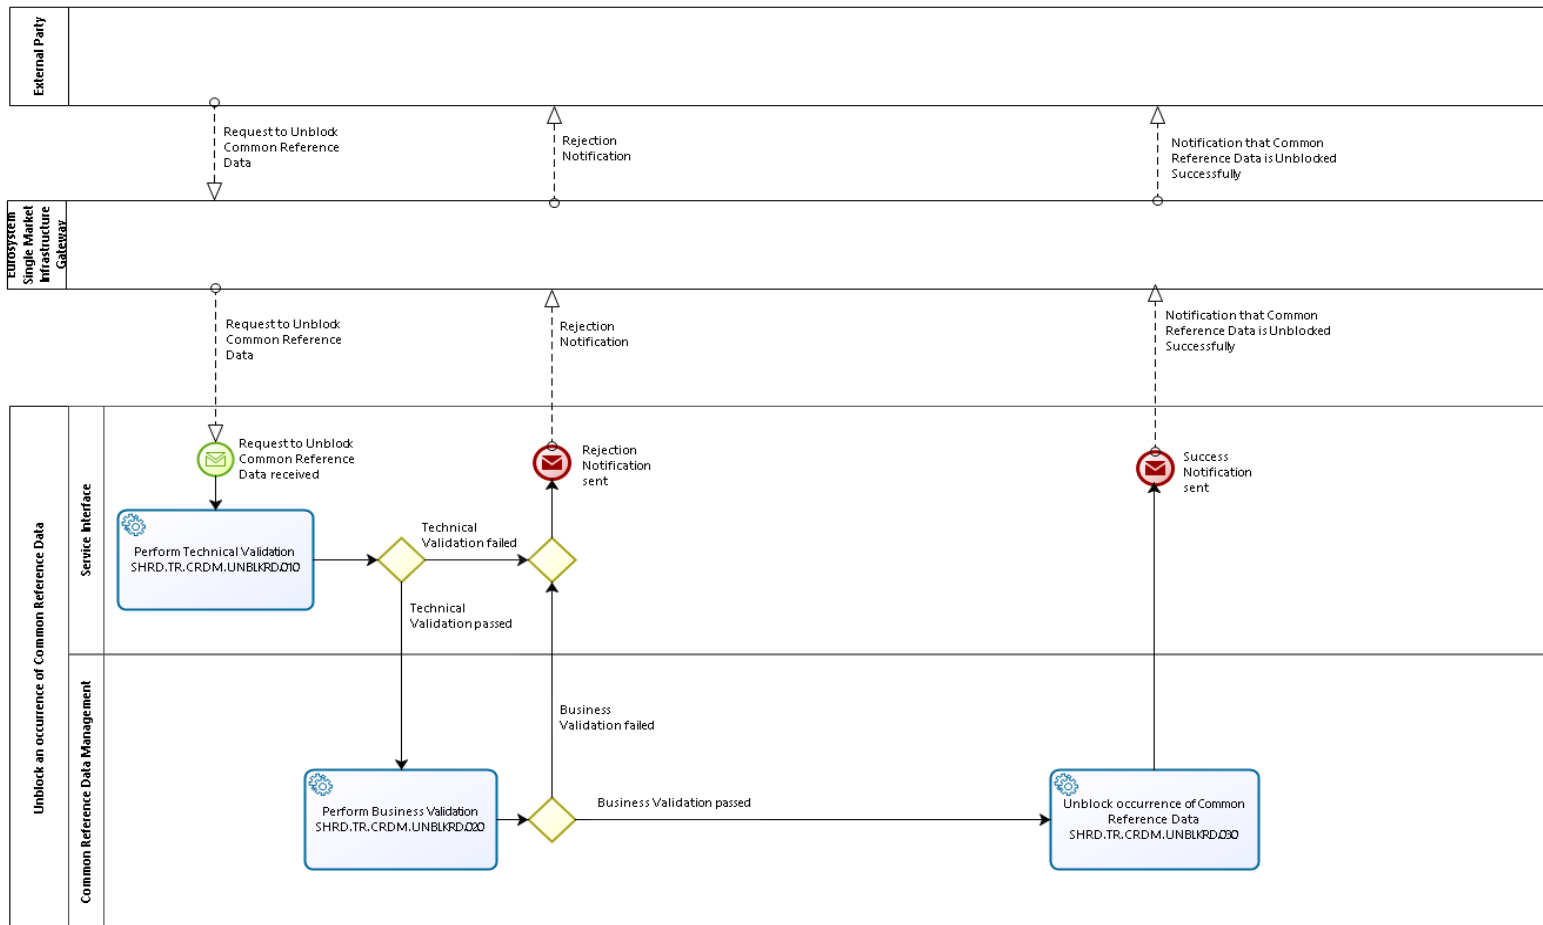 External Party
Request to Unblock
Common Reference
Data
Rejection
Notification
Notification that Common
Reference Data is Unblocked
Successfully
Eurosystem
Single Market
Infrastructure
Gateway
Request to Unblock
Common Reference
Data
Rejection
Notification
Notification that Common
Reference Data is Unblocked
Successfully
Unblock an occurrence of Common Reference Data
Service Interface
Request to Unblock
Common Reference
Data received
Rejection
Notification
sent
Success
Notification
sent
Perform Technical Validation
SHRD.TR.CRDM.UNBLKRD.010
Technical
Validation failed
Technical
Validation passed
Common Reference Data Management
Business
Validation failed
Perform Business Validation
SHRD.TR.CRDM.UNBLKRD.020
Business Validation passed
Unblock occurrence of Common
Reference Data
SHRD.TR.CRDM.UNBLKRD.030